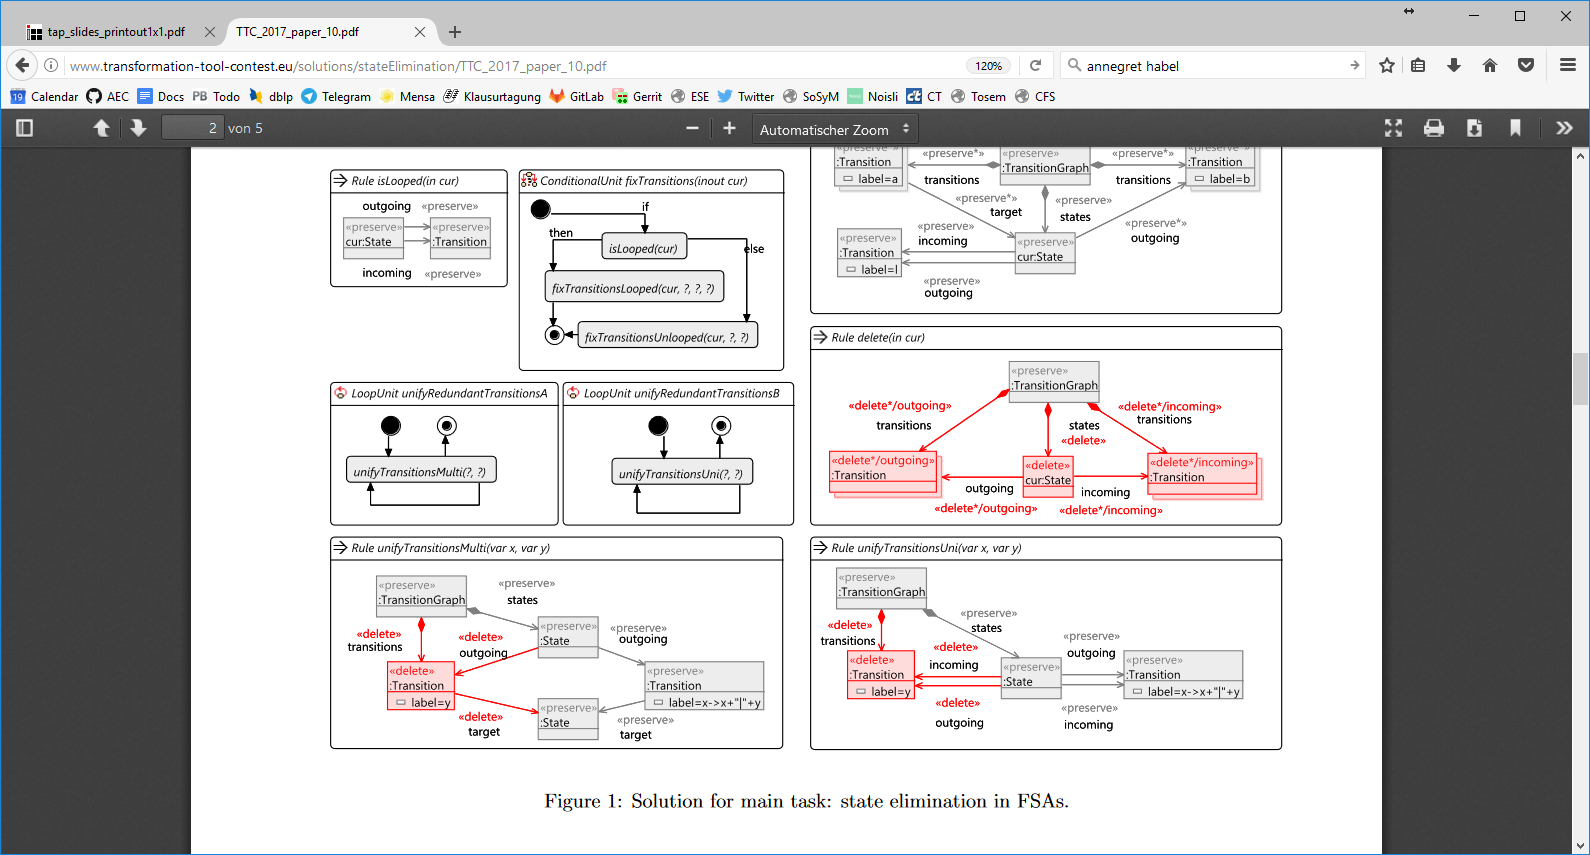 tap_slides_printout1x1.pdf
TTC_2017_paper_10.pdf
www.transformation-tool-contest.eu/solutions/stateElimination/TTC_2017_paper_10.pdf
120%
annegret habel
19 Calendar AEC Docs PB Todo dblp Telegram Mensa Klausurtagung GitLab Gerrit ESE Twitter SoSyM Noisli CT Tosem CFS
2 von 5
Automatischer Zoom
Rule isLooped(in cur)
outgoing «preserve»
«preserve» «preserve»
cur:State :Transition
incoming «preserve»
ConditionalUnit fixTransitions(inout cur)
if
then
isLooped(cur)
else
fixTransitionsLooped(cur, ?, ?, ?)
fixTransitionsUnlooped(cur, ?, ?)
«preserve*» «preserve» «preserve*»
«preserve*» «preserve*»
:Transition :TransitionGraph :Transition
label=a transitions transitions label=b
«preserve*» «preserve»
target states
«preserve*»
outgoing
«preserve» «preserve» «preserve»
:Transition incoming cur:State
label=l
«preserve»
outgoing
LoopUnit unifyRedundantTransitionsA
unifyTransitionsMulti(?, ?)
LoopUnit unifyRedundantTransitionsB
unifyTransitionsUni(?, ?)
Rule delete(in cur)
«preserve»
:TransitionGraph
«delete*/outgoing» «delete*/incoming»
transitions states transitions
«delete»
«delete*/outgoing» «delete» «delete*/incoming»
:Transition cur:State :Transition
outgoing incoming
«delete*/outgoing» «delete*/incoming»
Rule unifyTransitionsMulti(var x, var y)
«preserve» «preserve»
:TransitionGraph states
«delete» «delete» «preserve» «preserve»
transitions outgoing :State outgoing
«delete» «preserve»
:Transition :Transition
label=y label=x->x+"|"+y
«delete» «preserve» «preserve»
target :State target
Rule unifyTransitionsUni(var x, var y)
«preserve»
:TransitionGraph
«delete» «preserve»
transitions states
«delete» «preserve»
incoming outgoing
«delete» «preserve» «preserve»
:Transition :State :Transition
label=y label=x->x+"|"+y
«delete» «preserve»
outgoing incoming
Figure 1: Solution for main task: state elimination in FSAs.